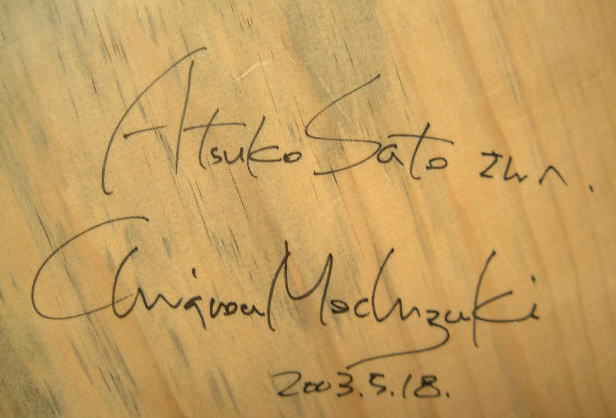 Atsuko Sato さんへ.
Mochizuki
2003.5.18.